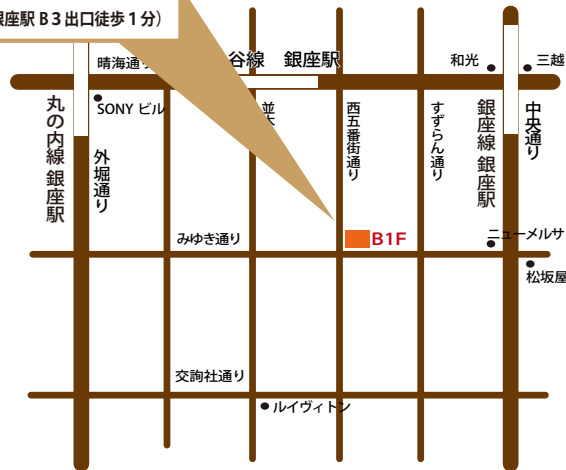 銀座駅 B 3 出口徒歩 1 分）
晴海通り
谷線 銀座駅
和光
三越
SONY ビル
丸の内線 銀座駅
外堀通り
並木
西五番街通り
すずらん通り
銀座線 銀座駅
中央通り
みゆき通り
B1F
ニューメルサ
松坂屋
交詢社通り
ルイヴィトン